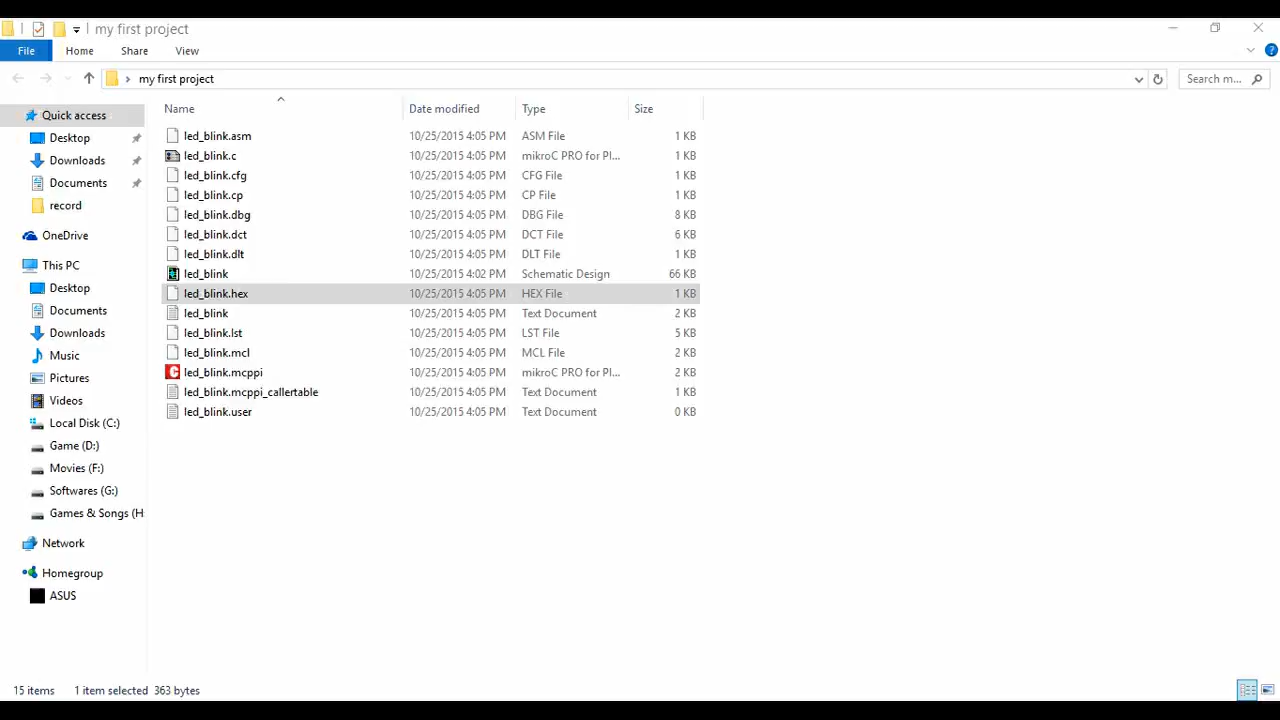 my first project
File Home Share View
my first project Search m...
Name Date modified Type Size
Quick access
Desktop
Downloads
Documents
record
OneDrive
This PC
Desktop
Documents
Downloads
Music
Pictures
Videos
Local Disk (C:)
Game (D:)
Movies (F:)
Softwares (G:)
Games & Songs (H
Network
Homegroup
ASUS
led_blink.asm 10/25/2015 4:05 PM ASM File 1 KB
led_blink.c 10/25/2015 4:05 PM mikroC PRO for PI... 1 KB
led_blink.cfg 10/25/2015 4:05 PM CFG File 1 KB
led_blink.cp 10/25/2015 4:05 PM CP File 1 KB
led_blink.dbg 10/25/2015 4:05 PM DBG File 8 KB
led_blink.dct 10/25/2015 4:05 PM DCT File 6 KB
led_blink.dlt 10/25/2015 4:05 PM DLT File 1 KB
led_blink 10/25/2015 4:02 PM Schematic Design 66 KB
led_blink.hex 10/25/2015 4:05 PM HEX File 1 KB
led_blink 10/25/2015 4:05 PM Text Document 2 KB
led_blink.lst 10/25/2015 4:05 PM LST File 5 KB
led_blink.mcl 10/25/2015 4:05 PM MCL File 2 KB
led_blink.mcppi 10/25/2015 4:05 PM mikroC PRO for PI... 2 KB
led_blink.mcppi_callertable 10/25/2015 4:05 PM Text Document 1 KB
led_blink.user 10/25/2015 4:05 PM Text Document 0 KB
15 items 1 item selected 363 bytes